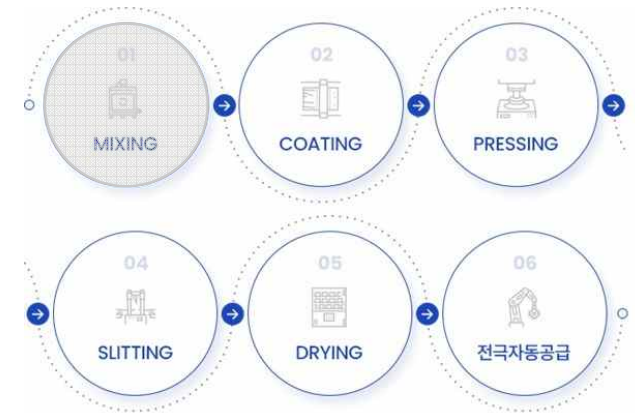 01
MIXING
02
COATING
03
PRESSING
04
SLITTING
05
DRYING
06
전극자동공급